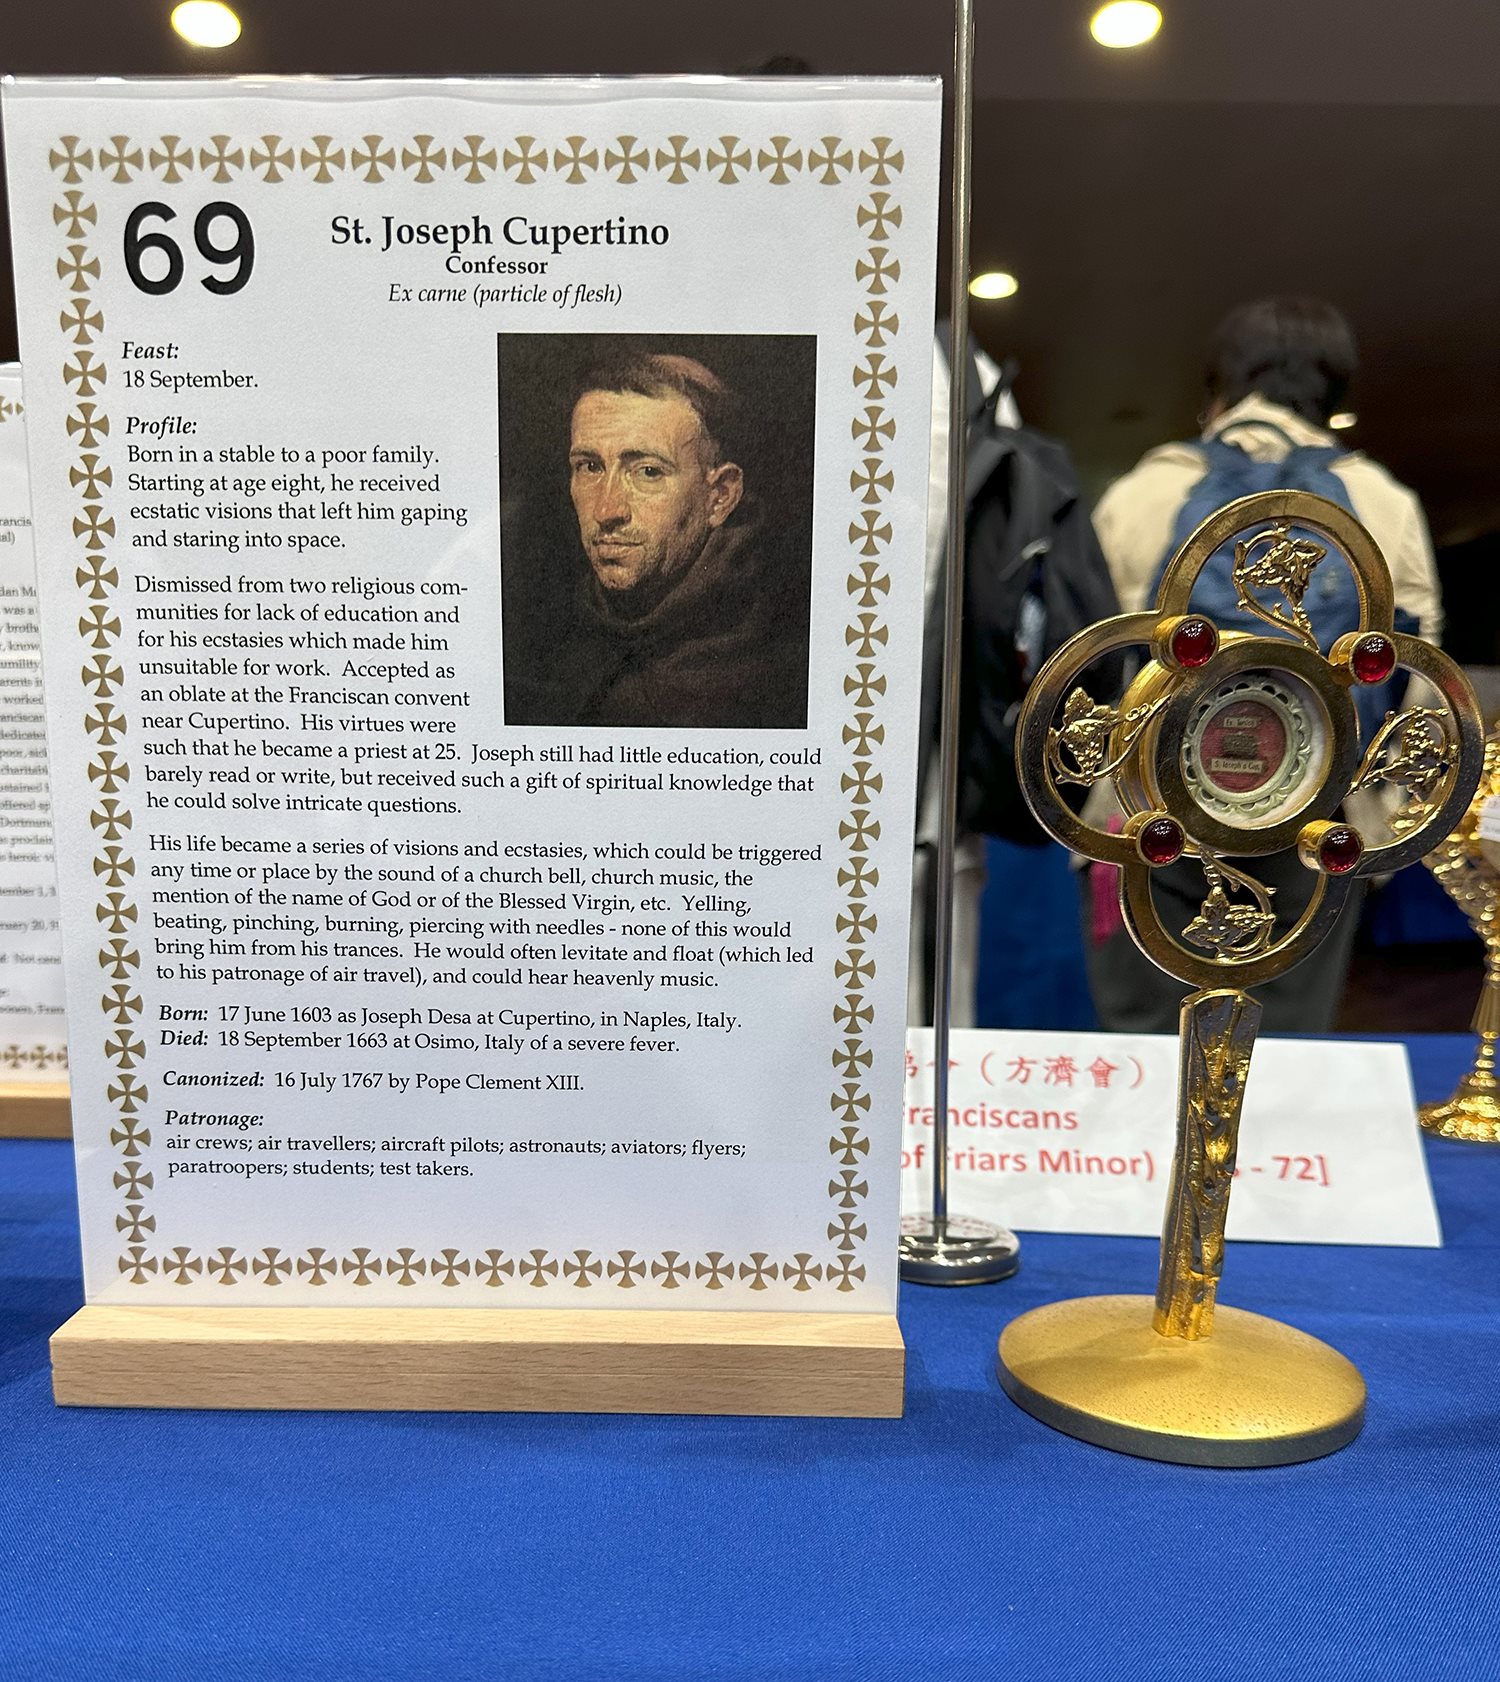 69
St. Joseph Cupertino
Confessor
Ex carne (particle of flesh)
Feast:
18 September.
Profile:
Born in a stable to a poor family.
Starting at age eight, he received
ecstatic visions that left him gaping
and staring into space.
Dismissed from two religious com-
munities for lack of education and
for his ecstasies which made him
unsuitable for work. Accepted as
an oblate at the Franciscan convent
near Cupertino. His virtues were
such that he became a priest at 25. Joseph still had little education, could
barely read or write, but received such a gift of spiritual knowledge that
he could solve intricate questions.
His life became a series of visions and ecstasies, which could be triggered
any time or place by the sound of a church bell, church music, the
mention of the name of God or of the Blessed Virgin, etc. Yelling,
beating, pinching, burning, piercing with needles - none of this would
bring him from his trances. He would often levitate and float (which led
to his patronage of air travel), and could hear heavenly music.
Born: 17 June 1603 as Joseph Desa at Cupertino, in Naples, Italy.
Died: 18 September 1663 at Osimo, Italy of a severe fever.
Canonized: 16 July 1767 by Pope Clement XIII.
Patronage:
air crews; air travellers; aircraft pilots; astronauts; aviators; flyers;
paratroopers; students; test takers.
S. Joseph a Cup.
（方濟會）
ranciscans
of Friars Minor)
- 72]